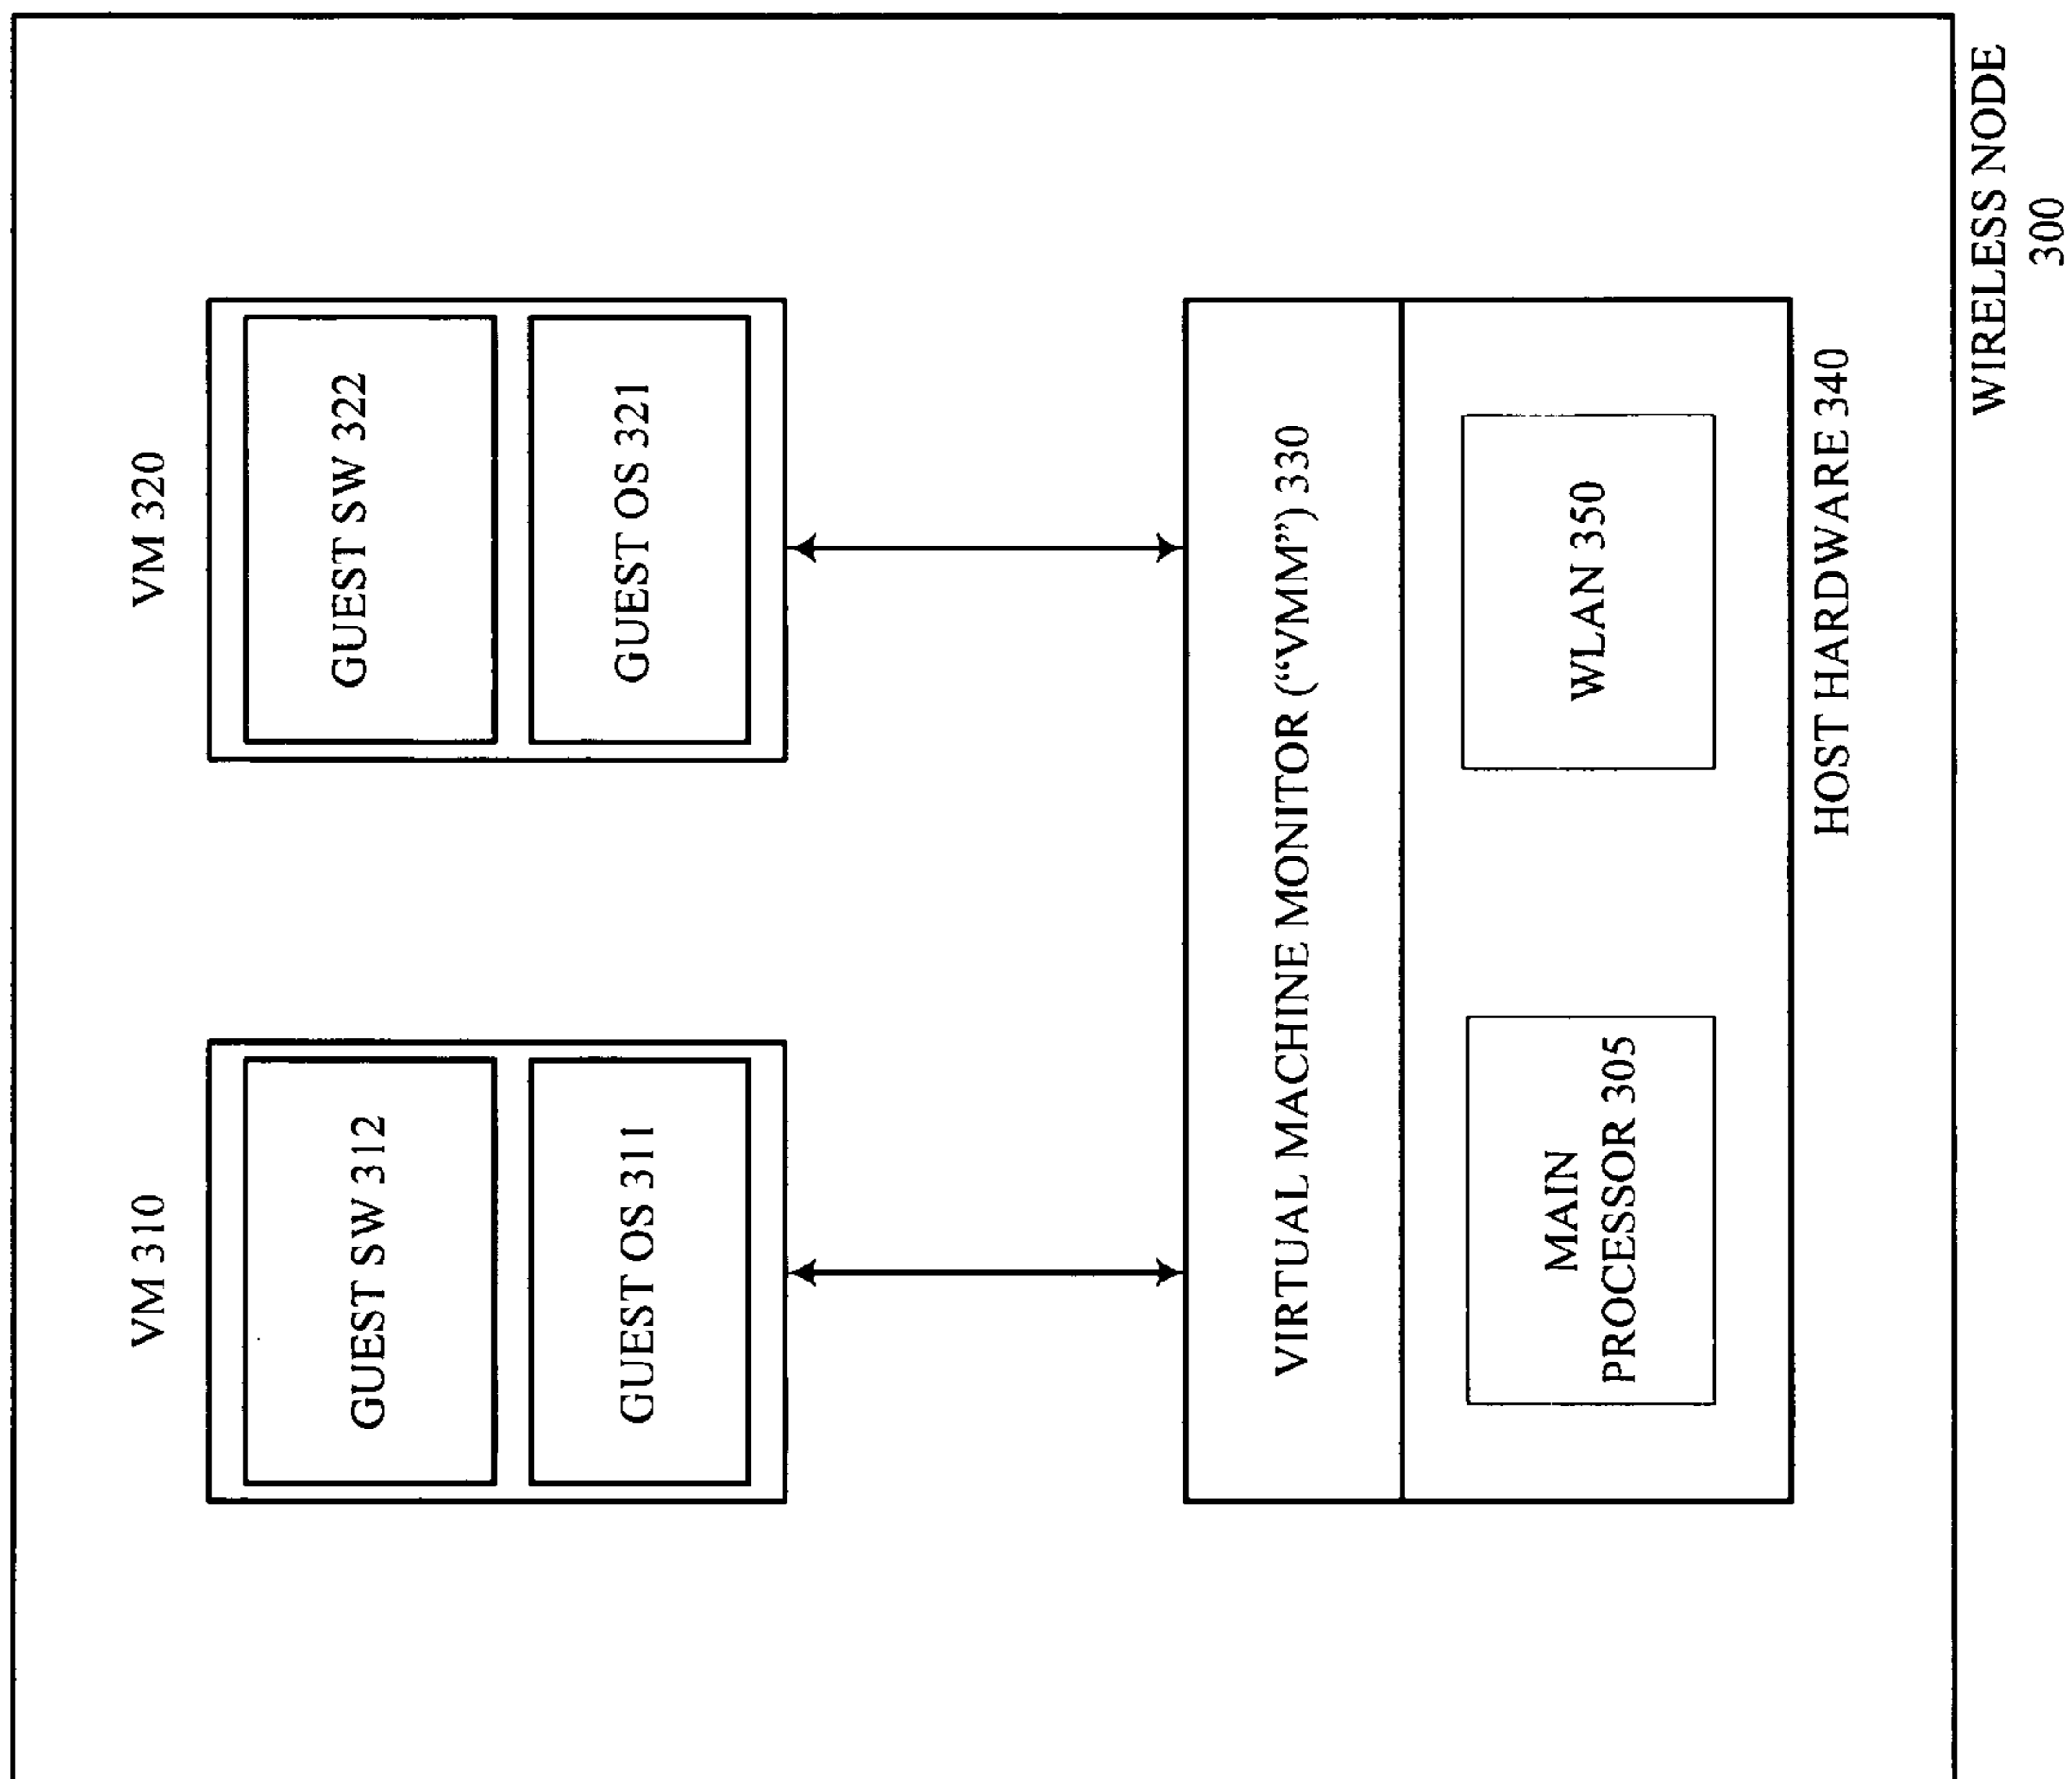 VM 310
GUEST SW 312
GUEST OS 311
VM 320
GUEST SW 322
GUEST OS 321
VIRTUAL MACHINE MONITOR (“VMM”) 330
MAIN
PROCESSOR 305
WLAN 350
HOST HARDWARE 340
WIRELESS NODE
300